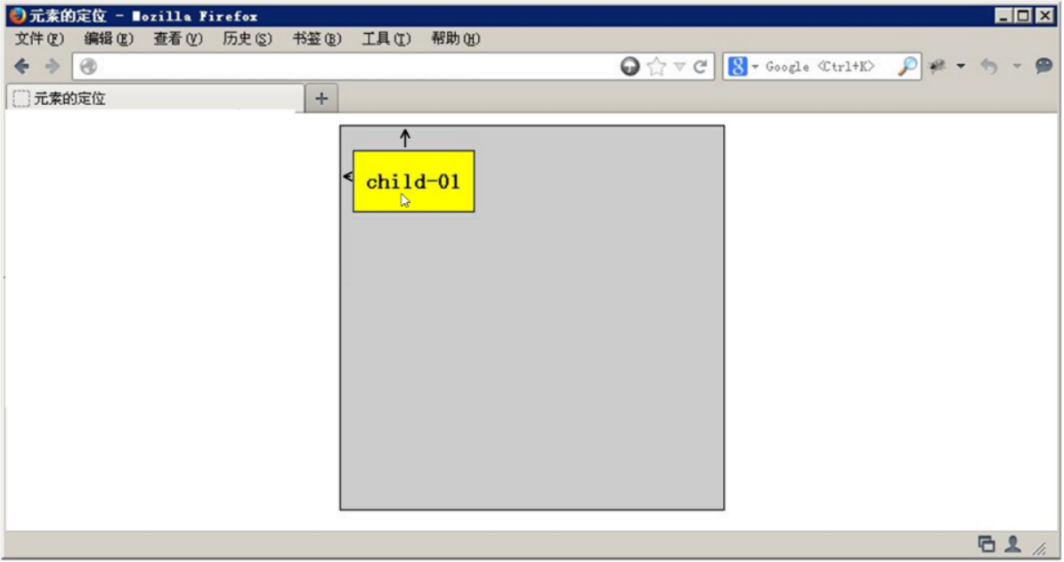 元素的定位 - Mozilla Firefox
文件(F) 编辑(E) 查看(V) 历史(S) 书签(B) 工具(T) 帮助(H)
Google <Ctrl+K>
元素的定位
child-01